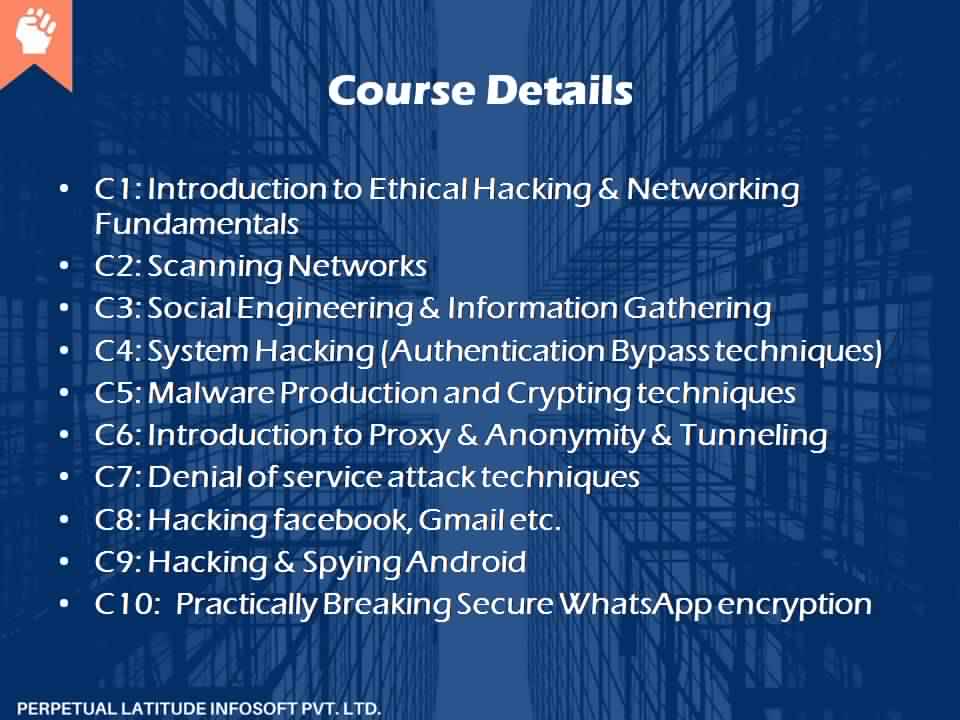 Course Details
• C1: Introduction to Ethical Hacking & Networking
Fundamentals
• C2: Scanning Networks
• C3: Social Engineering & Information Gathering
• C4: System Hacking (Authentication Bypass techniques)
• C5: Malware Production and Crypting techniques
• C6: Introduction to Proxy & Anonymity & Tunneling
• C7: Denial of service attack techniques
• C8: Hacking facebook, Gmail etc.
• C9: Hacking & Spying Android
• C10: Practically Breaking Secure WhatsApp encryption
PERPETUAL LATITUDE INFOSOFT PVT. LTD.